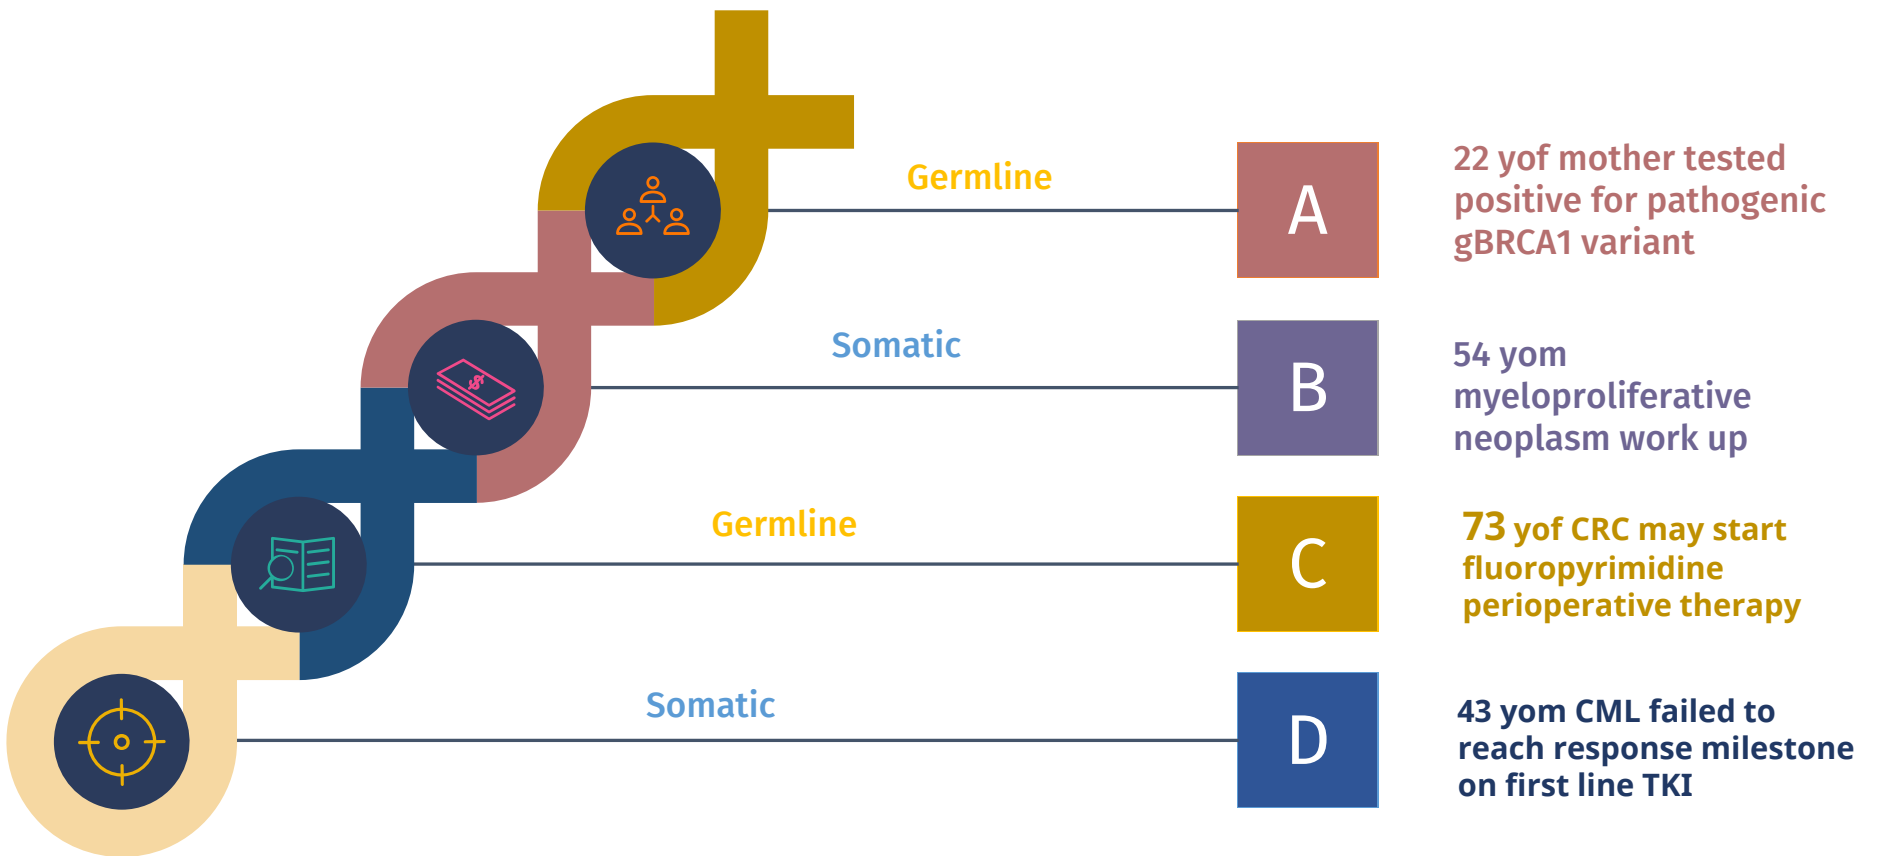 Germline
A
22 yof mother tested
positive for pathogenic
gBRCA1 variant
Somatic
B
54 yom
myeloproliferative
neoplasm work up
Germline
C
73 yof CRC may start
fluoropyrimidine
perioperative therapy
Somatic
D
43 yom CML failed to
reach response milestone
on first line TKI
$